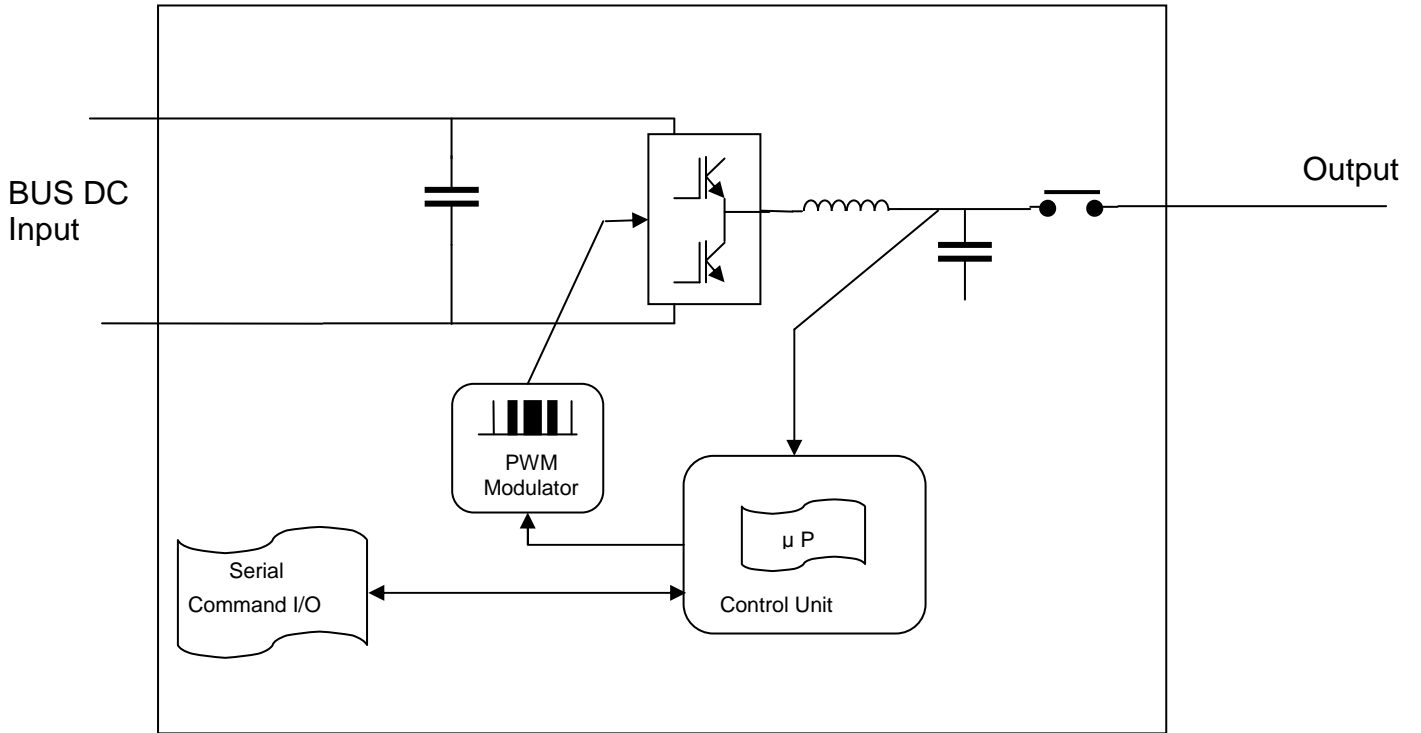 BUS DC
Input
Output
PWM
Modulator
µ P
Serial
Command I/O
Control Unit